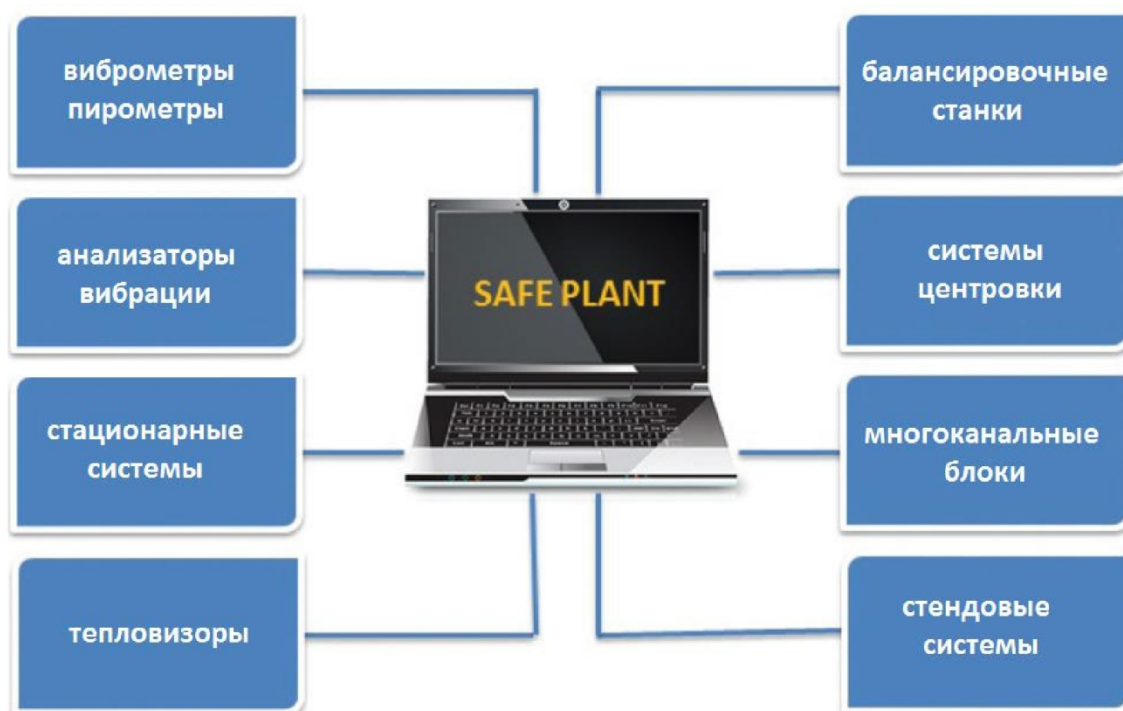 виброметры
пирометры
анализаторы
вибрации
стационарные
системы
тепловизоры
SAFE PLANT
балансировочные
станки
системы
центровки
многоканальные
блоки
стендовые
системы